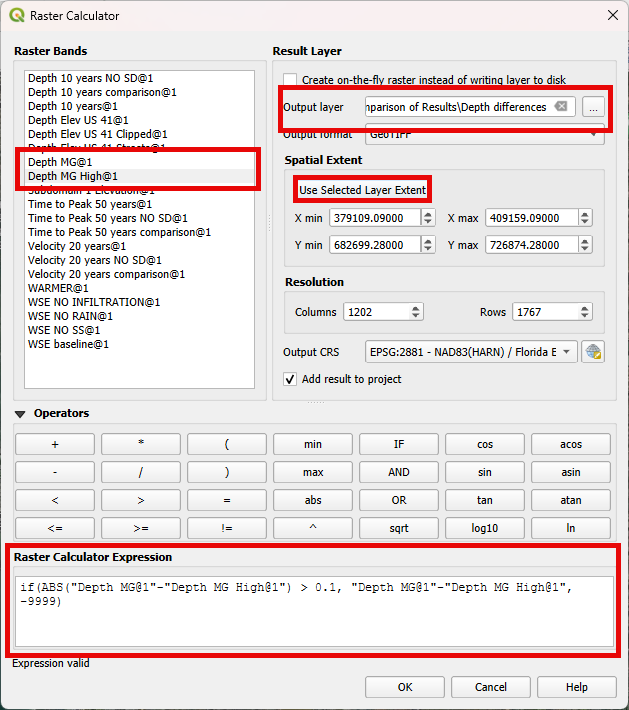 Raster Calculator
Raster Bands
Depth 10 years NO SD@1
Depth 10 years comparison@1
Depth 10 years@1
Depth Elev US 41@1
Depth Elev US 41 Clipped@1
Depth Elev US 41 Streets@1
Depth MG@1
Depth MG High@1
Subdomain 1 Elevation@1
Time to Peak 50 years@1
Time to Peak 50 years NO SD@1
Time to Peak 50 years comparison@1
Velocity 20 years@1
Velocity 20 years NO SD@1
Velocity 20 years comparison@1
WARMER@1
WSE NO INFILTRATION@1
WSE NO RAIN@1
WSE NO SS@1
WSE baseline@1
Result Layer
Create on-the-fly raster instead of writing layer to disk
Output layer nparison of Results\Depth differences ...
Output format GeoTIFF
Spatial Extent
Use Selected Layer Extent
X min 379109.09000 X max 409159.09000
Y min 682699.28000 Y max 726874.28000
Resolution
Columns 1202 Rows 1767
Output CRS EPSG:2881 - NAD83(HARN) / Florida E
Add result to project
Operators
+ * ( min IF cos acos
- / ) max AND sin asin
< > = abs OR tan atan
<= >= != ^ sqrt log10 ln
Raster Calculator Expression
if(ABS("Depth MG@1"-"Depth MG High@1") > 0.1, "Depth MG@1"-"Depth MG High@1",
-9999)
Expression valid
OK Cancel Help